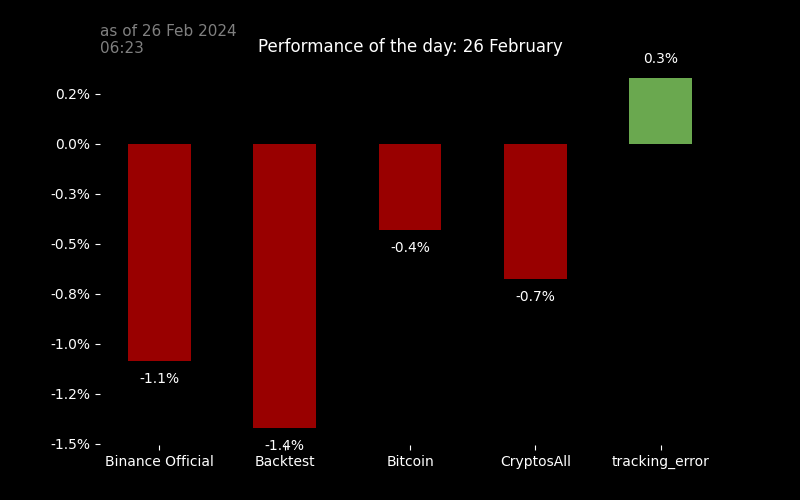 as of 26 Feb 2024
06:23
Performance of the day: 26 February
0.3%
0.2%
0.0%
-0.3%
-0.5%
-0.8%
-1.0%
-1.2%
-1.5%
-0.4%
-0.7%
-1.1%
-1.4%
Binance Official
Backtest
Bitcoin
CryptosAll
tracking_error